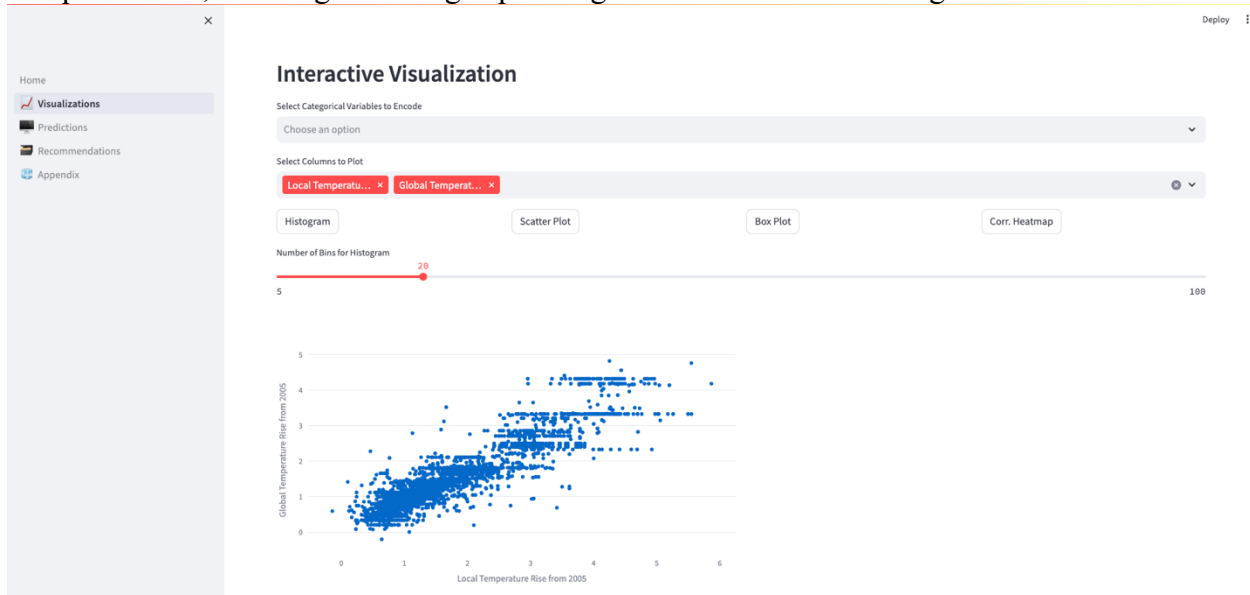 ×
Deploy
Home
Visualizations
Predictions
Recommendations
Appendix
Interactive Visualization
Select Categorical Variables to Encode
Choose an option
Select Columns to Plot
Local Temperatu... × Global Temperat... ×
Histogram Scatter Plot Box Plot Corr. Heatmap
Number of Bins for Histogram
20
5 100
Global Temperature Rise from 2005
5
4
3
2
1
0
0 1 2 3 4 5 6
Local Temperature Rise from 2005